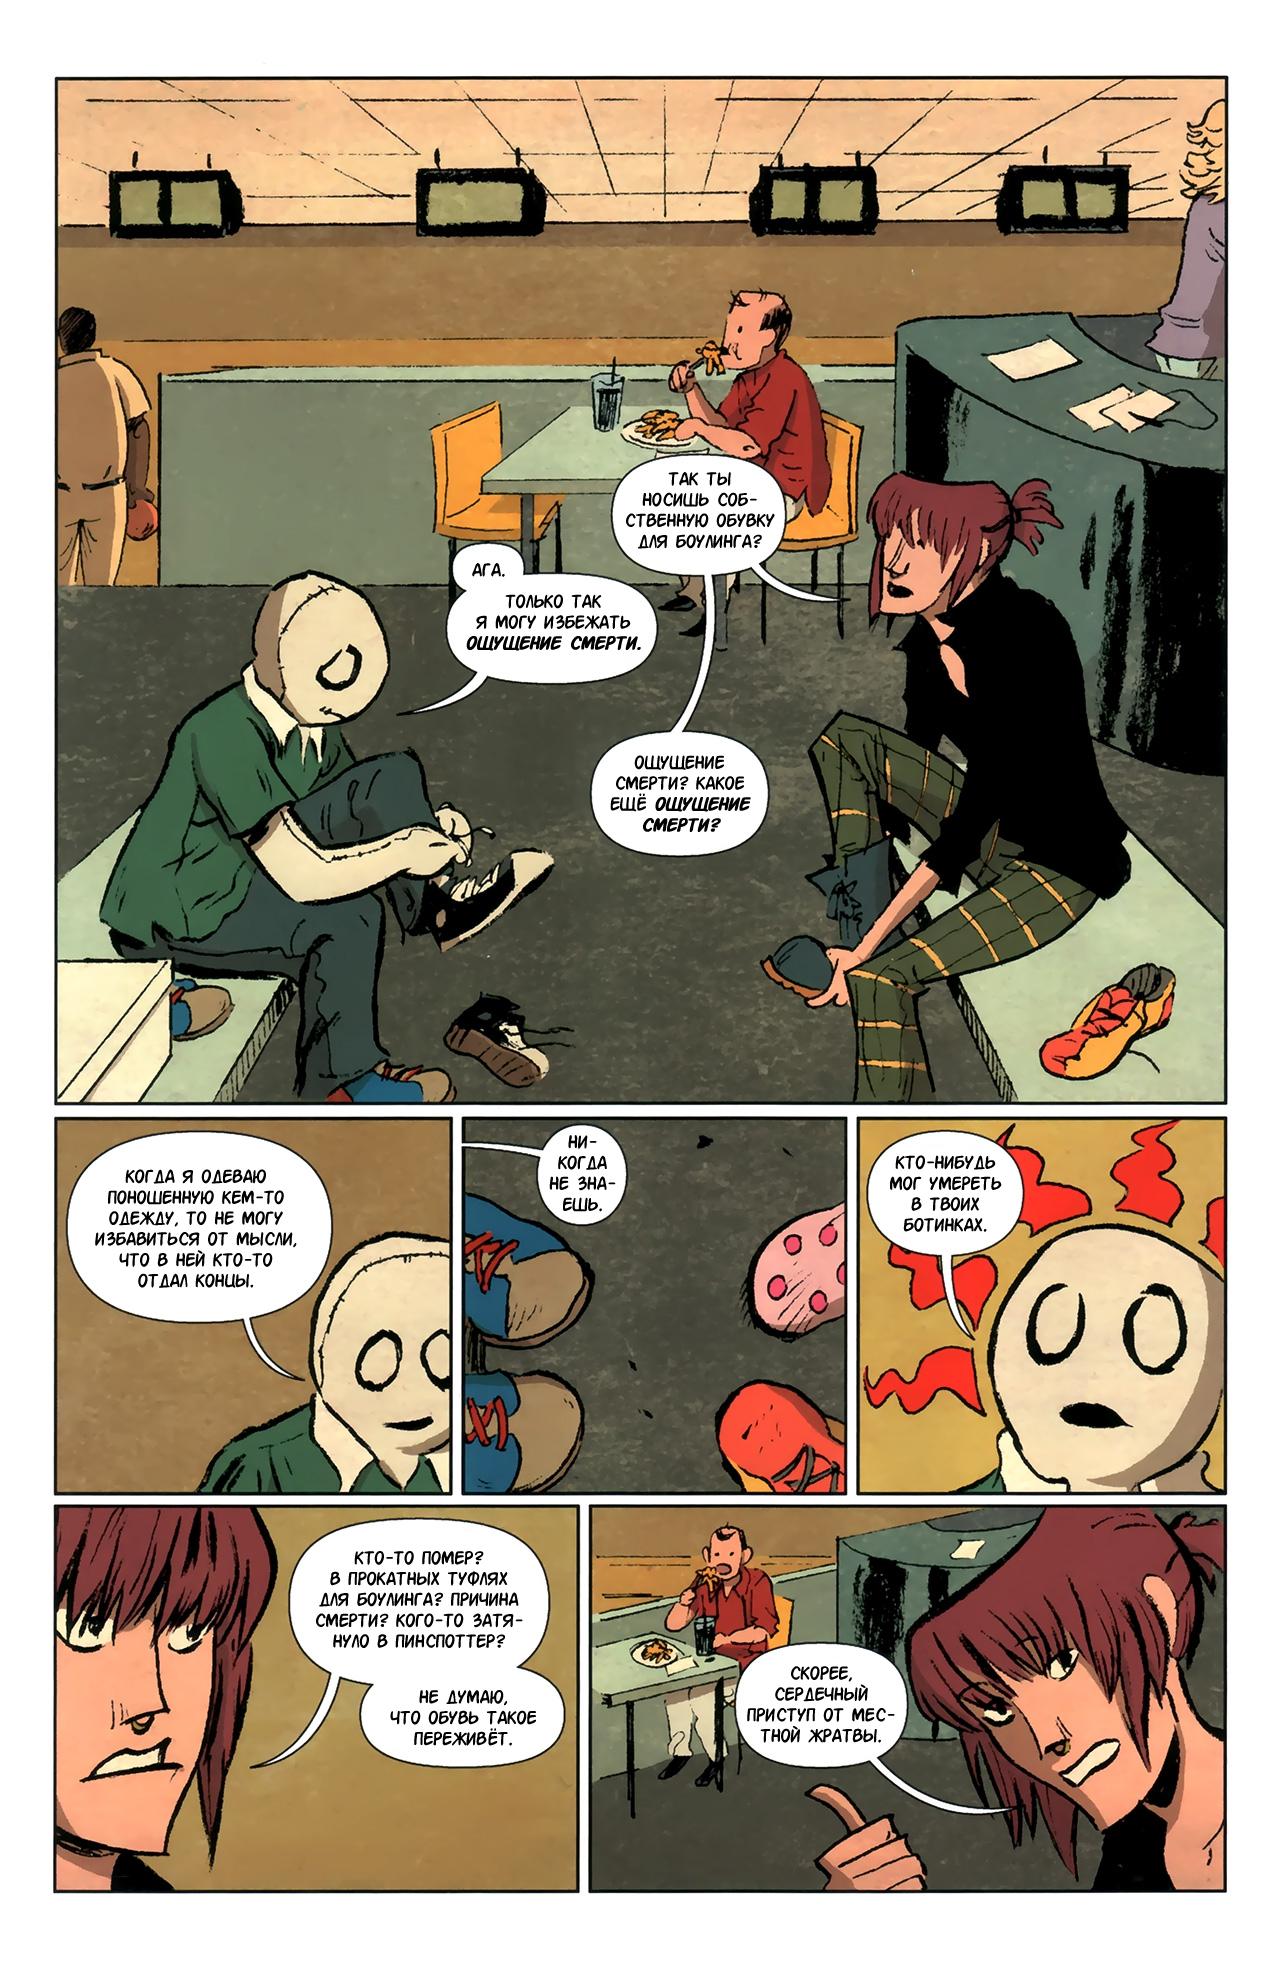 ТАК ТЫ
НОСИШЬ СОБ-
СТВЕННУЮ ОБУВКУ
ДЛЯ БОУЛИНГА?
АГА.
ТОЛЬКО ТАК
Я МОГУ ИЗБЕЖАТЬ
ОЩУЩЕНИЕ СМЕРТИ.
ОЩУЩЕНИЕ
СМЕРТИ? КАКОЕ
ЕЩЁ ОЩУЩЕНИЕ
СМЕРТИ?
КОГДА Я ОДЕВАЮ
ПОНОШЕННУЮ КЕМ-ТО
ОДЕЖДУ, ТО НЕ МОГУ
ИЗБАВИТЬСЯ ОТ МЫСЛИ,
ЧТО В НЕЙ КТО-ТО
ОТДАЛ КОНЦЫ.
НИ-
КОГДА
НЕ ЗНА-
ЕШЬ.
КТО-НИБУДЬ
МОГ УМЕРЕТЬ
В ТВОИХ
БОТИНКАХ.
КТО-ТО ПОМЕР?
В ПРОКАТНЫХ ТУФЛЯХ
ДЛЯ БОУЛИНГА? ПРИЧИНА
СМЕРТИ? КОГО-ТО ЗАТЯ-
НУЛО В ПИНСПОТТЕР?
НЕ ДУМАЮ,
ЧТО ОБУВЬ ТАКОЕ
ПЕРЕЖИВЁТ.
СКОРЕЕ,
СЕРДЕЧНЫЙ
ПРИСТУП ОТ МЕС-
ТНОЙ ЖРАТВЫ.